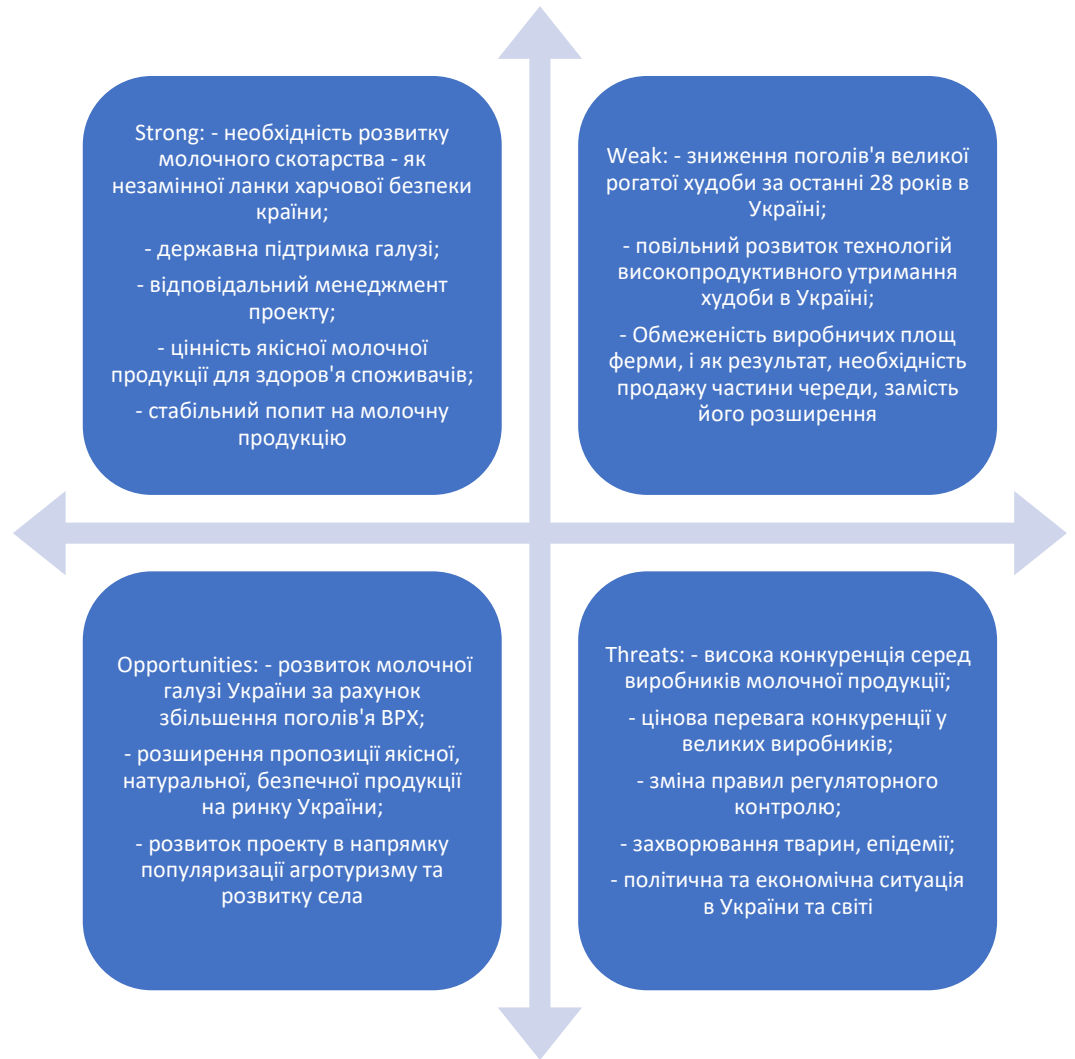 Strong: - необхідність розвитку
молочного скотарства - як
незамінної ланки харчової безпеки
країни;
- державна підтримка галузі;
- відповідальний менеджмент
проекту;
- цінність якісної молочної
продукції для здоров'я споживачів;
- стабільний попит на молочну
продукцію
Weak: - зниження поголів'я великої
рогатої худоби за останні 28 років в
Україні;
- повільний розвиток технологій
високопродуктивного утримання
худоби в Україні;
- Обмеженість виробничих площ
ферми, і як результат, необхідність
продажу частини череди, замість
його розширення
Opportunities: - розвиток молочної
галузі України за рахунок
збільшення поголів'я ВРХ;
- розширення пропозиції якісної,
натуральної, безпечної продукції
на ринку України;
- розвиток проекту в напрямку
популяризації агротуризму та
розвитку села
Threats: - висока конкуренція серед
виробників молочної продукції;
- цінова перевага конкуренції у
великих виробників;
- зміна правил регуляторного
контролю;
- захворювання тварин, епідемії;
- політична та економічна ситуація
в України та світі